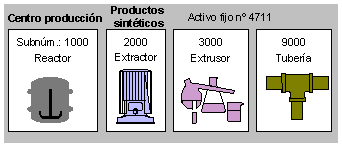 Centro producción
Productos sintéticos
Activo fijo nº 4711
Subnúm.: 1000
Reactor
2000
Extractor
3000
Extrusor
9000
Tubería